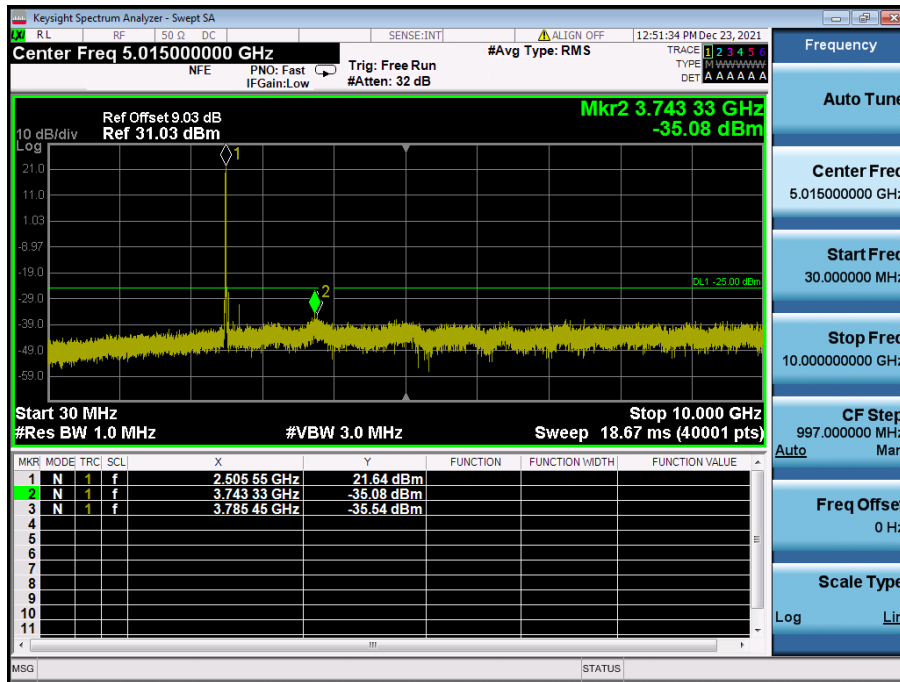 Keysight Spectrum Analyzer - Swept SA
LXI RL RF 50 Ω DC SENSE:INT ALIGN OFF 12:51:34 PM Dec 23, 2021
Center Freq 5.015000000 GHz #Avg Type: RMS TRACE 1 2 3 4 5 6
NFE PNO: Fast Trig: Free Run TYPE M WWWWW
IFGain:Low #Atten: 32 dB DET A A A A A A
Mkr2 3.743 33 GHz
-35.08 dBm
Ref Offset 9.03 dB
10 dB/div Ref 31.03 dBm
Log
1
21.0
11.0
1.03
-8.97
-19.0
DL1 -25.00 dBm
2
-29.0
-39.0
-49.0
-59.0
Start 30 MHz Stop 10.000 GHz
#Res BW 1.0 MHz #VBW 3.0 MHz Sweep 18.67 ms (40001 pts)
MKR MODE TRC SCL X Y FUNCTION FUNCTION WIDTH FUNCTION VALUE
1 N 1 f 2.505 55 GHz 21.64 dBm
2 N 1 f 3.743 33 GHz -35.08 dBm
3 N 1 f 3.785 45 GHz -35.54 dBm
4
5
6
7
8
9
10
11
MSG STATUS
Frequency
Auto Tune
Center Freq
5.015000000 GHz
Start Freq
30.000000 MHz
Stop Freq
10.000000000 GHz
CF Step
997.000000 MHz
Auto Man
Freq Offset
0 Hz
Scale Type
Log Lin